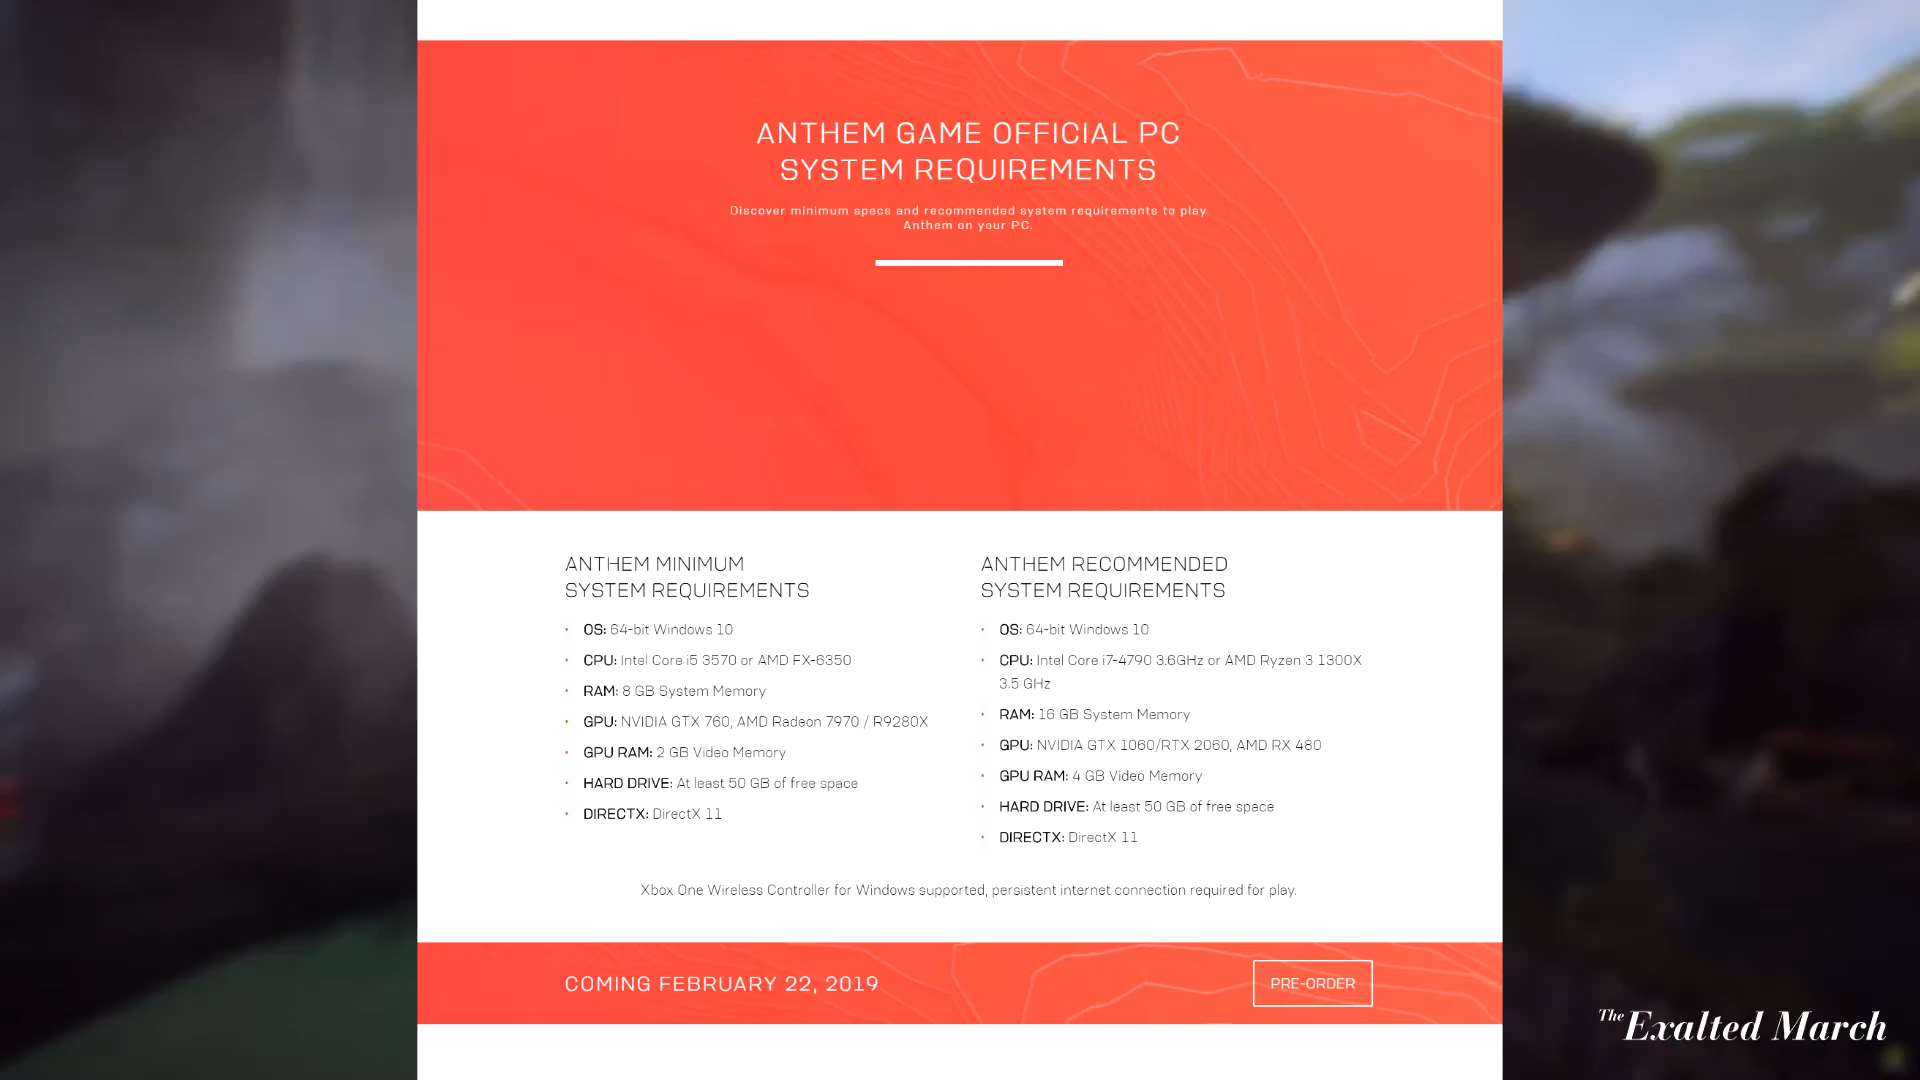 ANTHEM GAME OFFICIAL PC
SYSTEM REQUIREMENTS
Discover minimum specs and recommended system requirements to play
Anthem on your PC.
ANTHEM MINIMUM
SYSTEM REQUIREMENTS
• OS: 64-bit Windows 10
• CPU: Intel Core i5 3570 or AMD FX-6350
• RAM: 8 GB System Memory
• GPU: NVIDIA GTX 760, AMD Radeon 7970 / R9280X
• GPU RAM: 2 GB Video Memory
• HARD DRIVE: At least 50 GB of free space
• DIRECTX: DirectX 11
ANTHEM RECOMMENDED
SYSTEM REQUIREMENTS
• OS: 64-bit Windows 10
• CPU: Intel Core i7-4790 3.6GHz or AMD Ryzen 3 1300X
3.5 GHz
• RAM: 16 GB System Memory
• GPU: NVIDIA GTX 1060/RTX 2060, AMD RX 480
• GPU RAM: 4 GB Video Memory
• HARD DRIVE: At least 50 GB of free space
• DIRECTX: DirectX 11
Xbox One Wireless Controller for Windows supported, persistent internet connection required for play.
COMING FEBRUARY 22, 2019
PRE-ORDER
The Exalted March